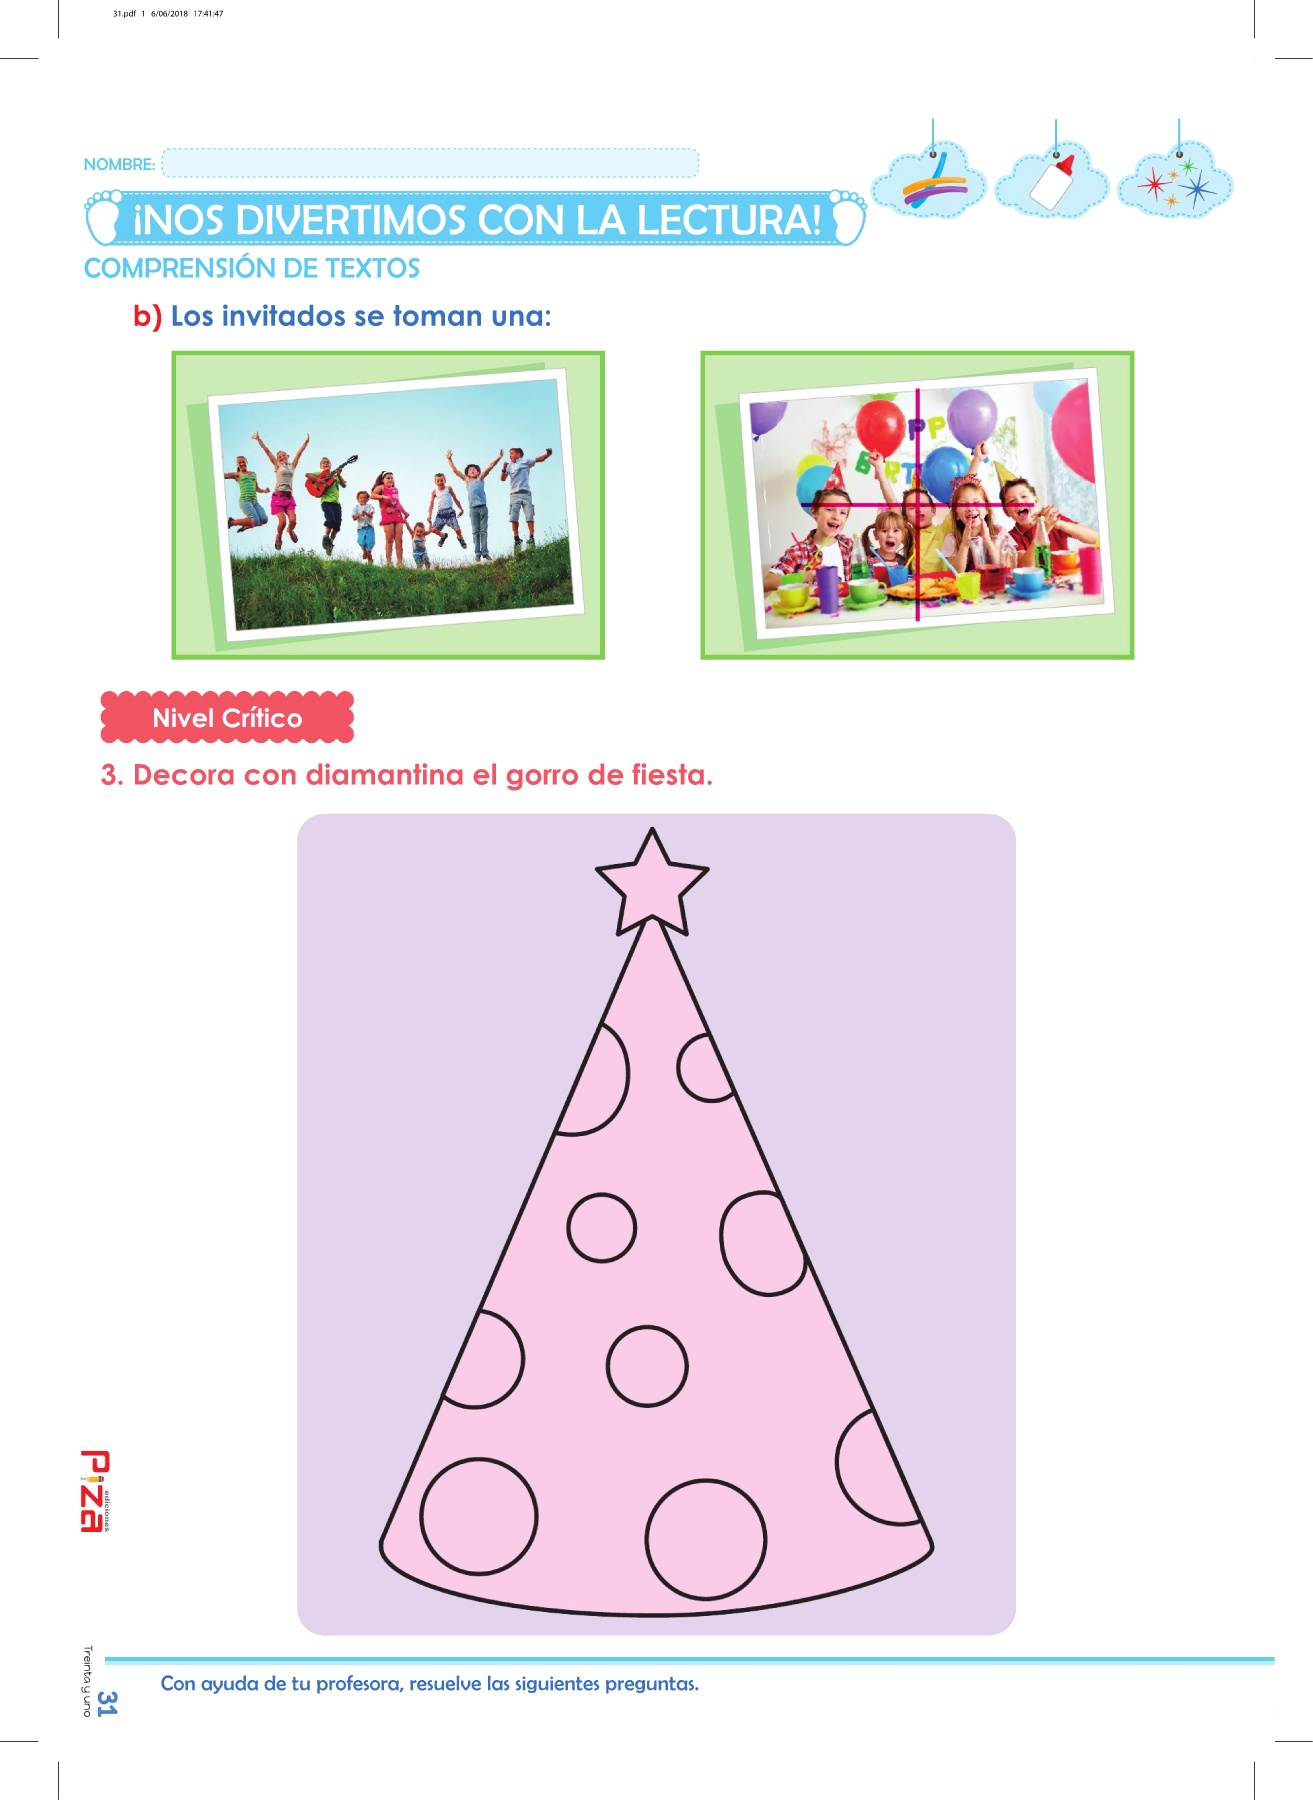 31.pdf 1 6/06/2018 17:41:47
NOMBRE:
¡NOS DIVERTIMOS CON LA LECTURA!
COMPRENSIÓN DE TEXTOS
b) Los invitados se toman una:
Nivel Crítico
3. Decora con diamantina el gorro de fiesta.
Piza
ediciones
Treinta y uno
31
Con ayuda de tu profesora, resuelve las siguientes preguntas.